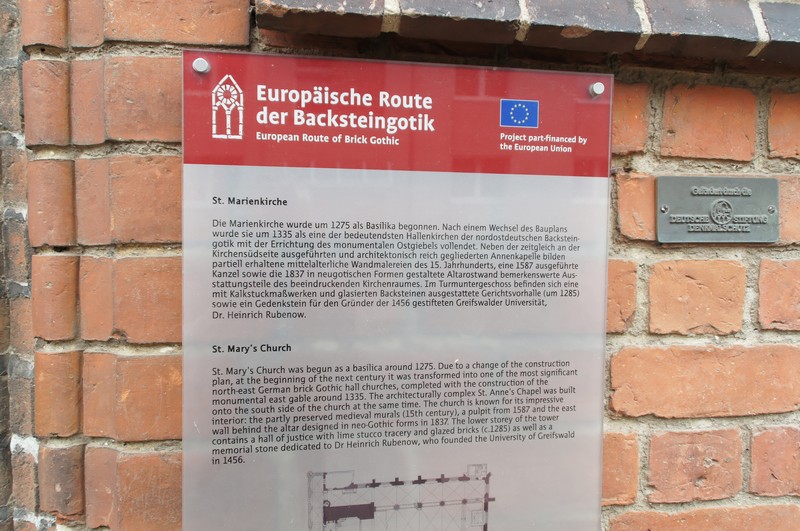 Europäische Route
der Backsteingotik
European Route of Brick Gothic
Project part-financed by
the European Union
St. Marienkirche
Die Marienkirche wurde um 1275 als Basilika begonnen. Nach einem Wechsel des Bauplans
wurde sie um 1335 als eine der bedeutendsten Hallenkirchen der nordostdeutschen Backstein-
gotik mit der Errichtung des monumentalen Ostgiebels vollendet. Neben der zeitgleich an der
Kirchensüdseite ausgeführten und architektonisch reich gegliederten Annenkapelle bilden
partiell erhaltene mittelalterliche Wandmalereien des 15. Jahrhunderts, eine 1587 ausgeführte
Kanzel sowie die 1837 in neugotischen Formen gestaltete Altarostwand bemerkenswerte Aus-
stattungsteile des beeindruckenden Kirchenraumes. Im Turmuntergeschoss befinden sich eine
mit Kalkstuckmaßwerken und glasierten Backsteinen ausgestattete Gerichtsvorhalle (um 1285)
sowie ein Gedenkstein für den Gründer der 1456 gestifteten Greifswalder Universität,
Dr. Heinrich Rubenow.
St. Mary's Church
St. Mary's Church was begun as a basilica around 1275. Due to a change of the construction
plan, at the beginning of the next century it was transformed into one of the most significant
north-east German brick Gothic hall churches, completed with the construction of the
monumental east gable around 1335. The architecturally complex St. Anne's Chapel was built
onto the south side of the church at the same time. The church is known for its impressive
interior: the partly preserved medieval murals (15th century), a pulpit from 1587 and the east
wall behind the altar designed in neo-Gothic forms in 1837. The lower storey of the tower
contains a hall of justice with lime stucco tracery and glazed bricks (c.1285) as well as a
memorial stone dedicated to Dr Heinrich Rubenow, who founded the University of Greifswald
in 1456.
Gefördert durch die
DEUTSCHE STIFTUNG
DENKMALSCHUTZ